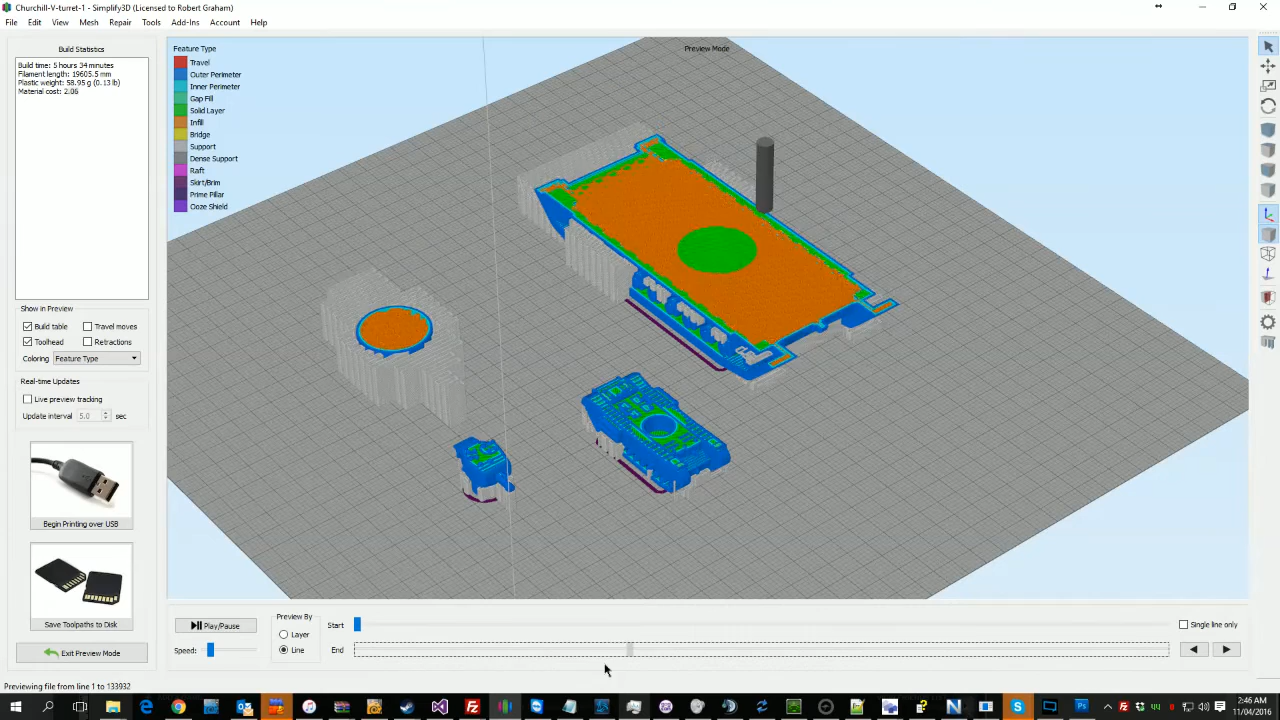 Churchill-V-turret-1 - Simplify3D (Licensed to Robert Graham)
File Edit View Mesh Repair Tools Add-Ins Account Help
Build Statistics
Build time: 5 hours 34 minutes
Filament length: 19605.5 mm
Plastic weight: 58.95 g (0.13 lb)
Material cost: 2.06
Feature Type
Travel
Outer Perimeter
Inner Perimeter
Gap Fill
Solid Layer
Infill
Bridge
Support
Dense Support
Raft
Skirt/Brim
Prime Pillar
Ooze Shield
Preview Mode
Show in Preview
Build table Travel moves
Toolhead Retractions
Coloring Feature Type
Real-time Updates
Live preview tracking
Update interval 5.0 sec
Begin Printing over USB
Save Toolpaths to Disk
Exit Preview Mode
Play/Pause
Speed:
Preview By
Layer
Line
Start
End
Single line only
Previewing file from line 1 to 133932
2:46 AM
11/04/2016